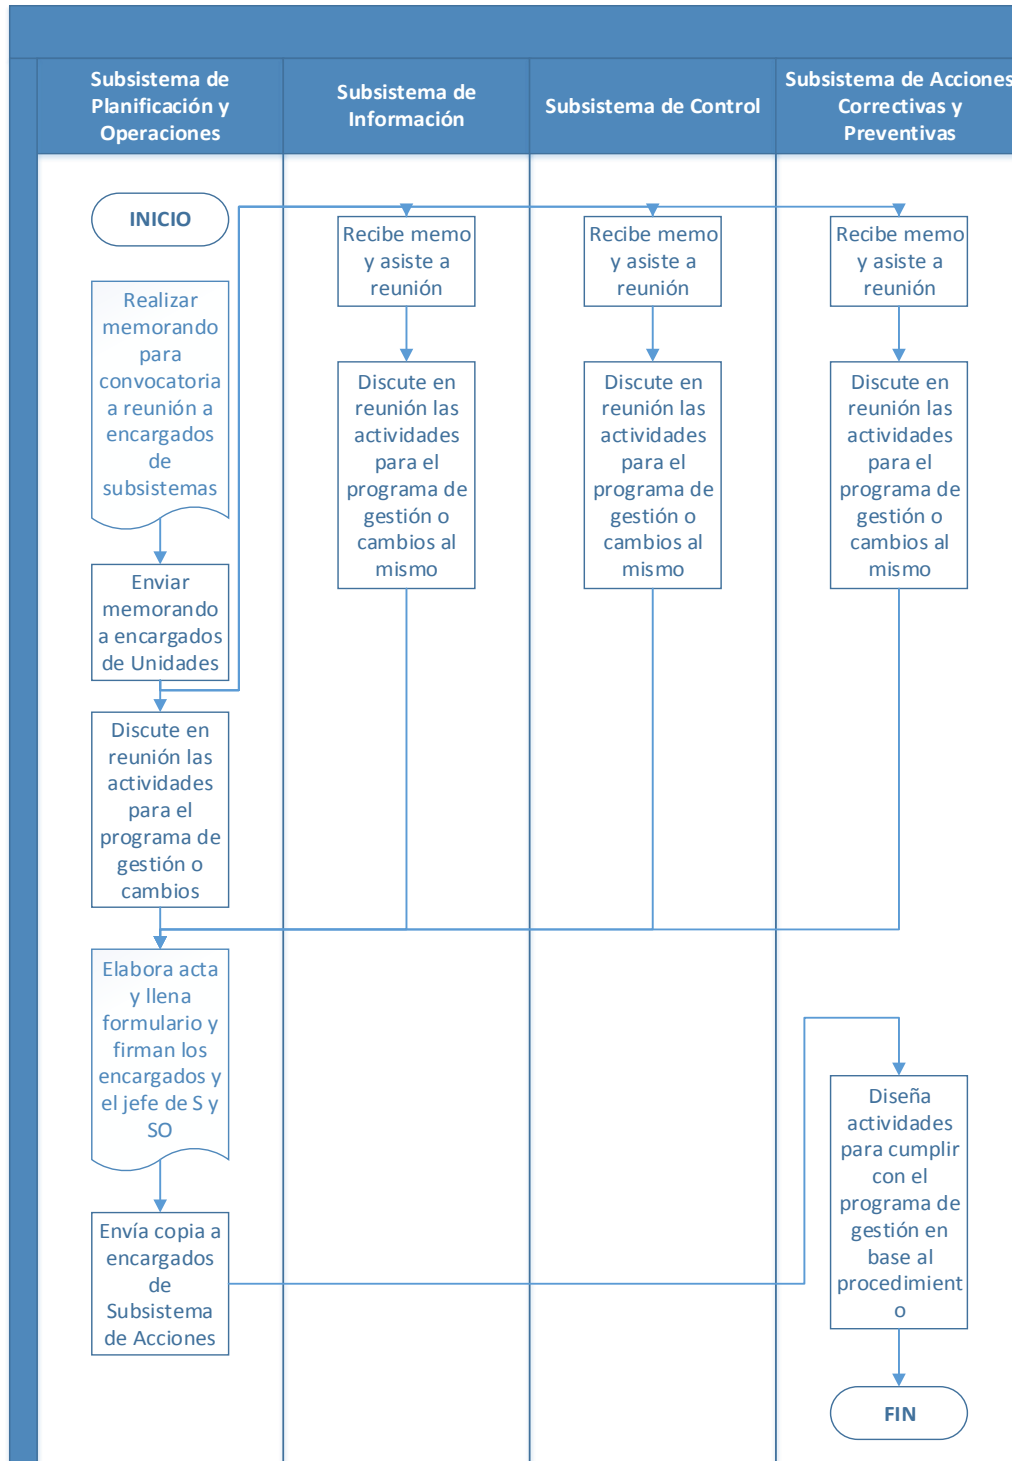 Subsistema de
Planificación y
Operaciones
Subsistema de
Información
Subsistema de Control
Subsistema de Acciones
Correctivas y
Preventivas
INICIO
Realizar
memorando
para
convocatoria
a reunión a
encargados
de
subsistemas
Enviar
memorando
a encargados
de Unidades
Discute en
reunión las
actividades
para el
programa de
gestión o
cambios
Elabora acta
y llena
formulario y
firman los
encargados y
el jefe de S y
SO
Envía copia a
encargados
de
Subsistema
de Acciones
Recibe memo
y asiste a
reunión
Discute en
reunión las
actividades
para el
programa de
gestión o
cambios al
mismo
Recibe memo
y asiste a
reunión
Discute en
reunión las
actividades
para el
programa de
gestión o
cambios al
mismo
Recibe memo
y asiste a
reunión
Discute en
reunión las
actividades
para el
programa de
gestión o
cambios al
mismo
Diseña
actividades
para cumplir
con el
programa de
gestión en
base al
procedimient
o
FIN